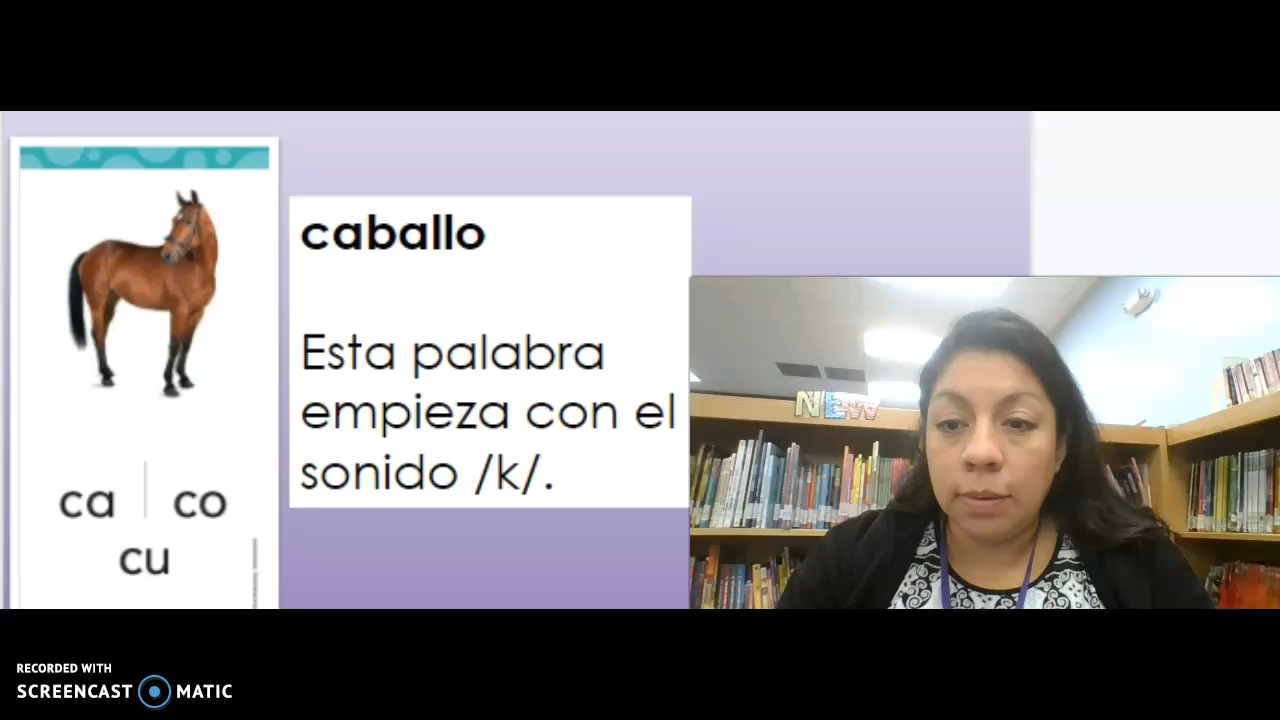 caballo
Esta palabra
empieza con el
sonido /k/.
ca co
cu
NEW
RECORDED WITH
SCREENCAST MATIC